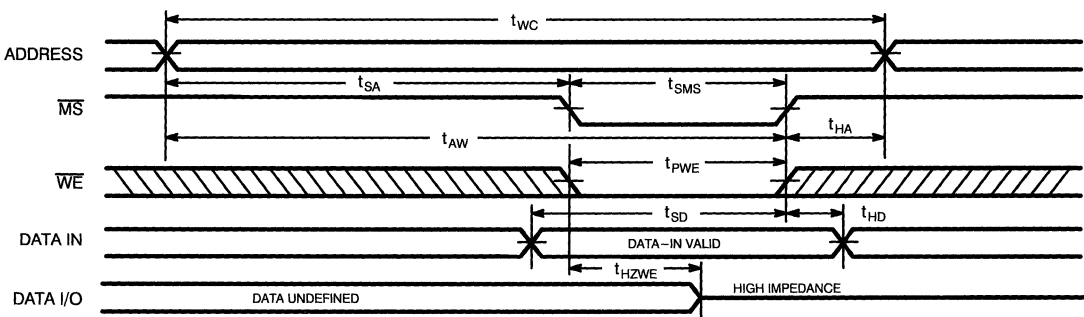 tWC
ADDRESS
tSA
tSMS
MS
tAW
tHA
WE
tPWE
tSD
tHD
DATA IN
DATA-IN VALID
tHZWE
DATA I/O
DATA UNDEFINED
HIGH IMPEDANCE